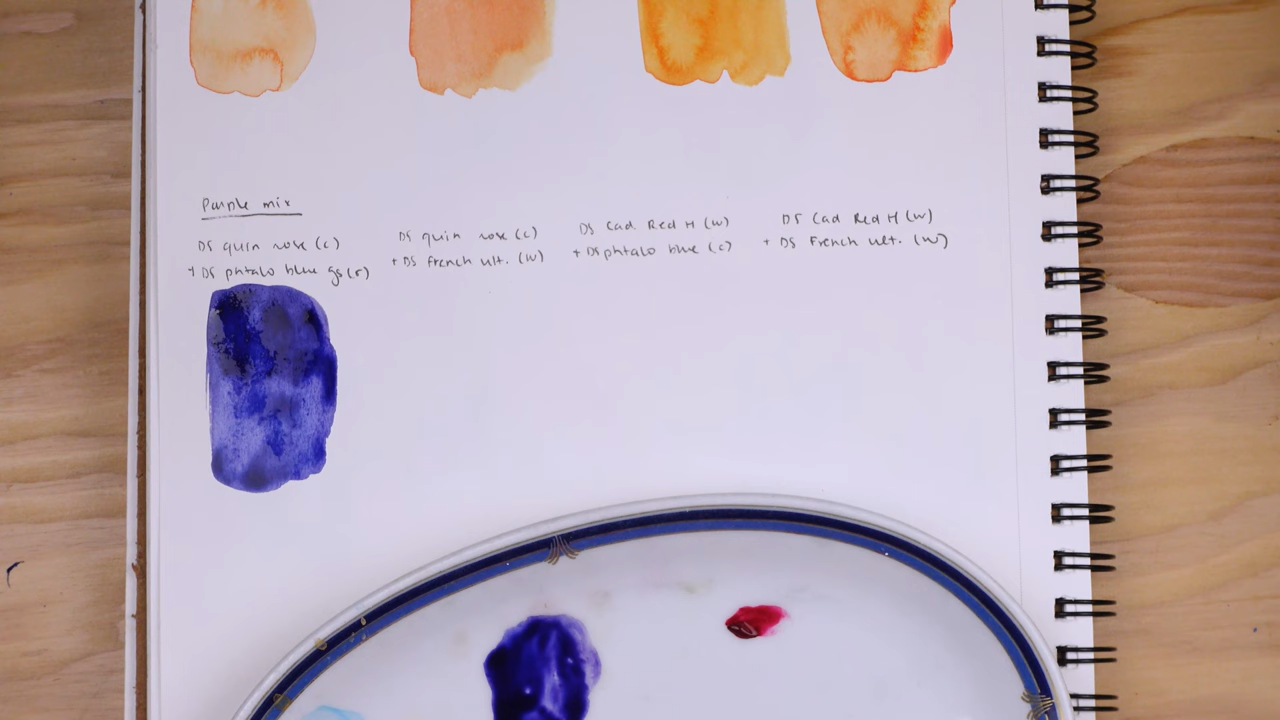 Purple mix
DS quin rose (c)
+ DS phtalo blue gs (c)
DS quin rose (c)
+ DS French ult. (w)
DS Cad. Red H (w)
+ DS phtalo blue (c)
DS Cad Red H (w)
+ DS French ult. (w)